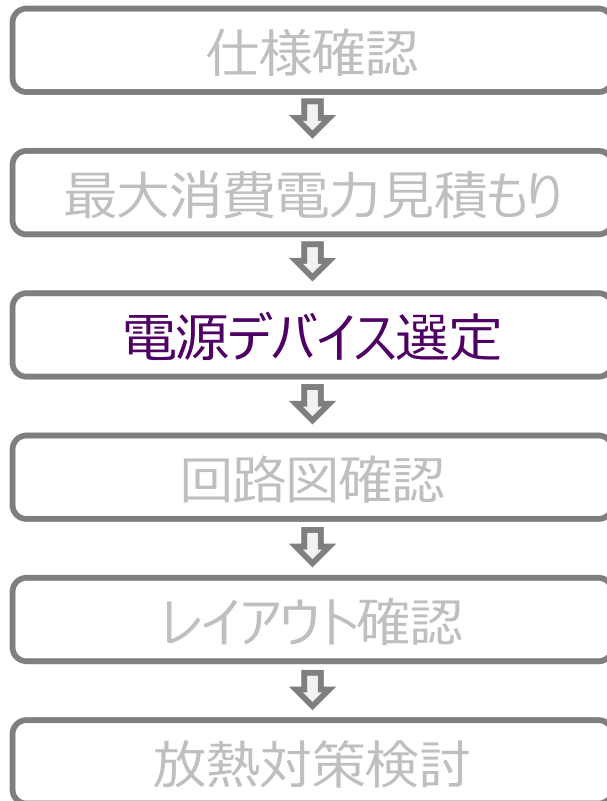 仕様確認
最大消費電力見積もり
電源デバイス選定
回路図確認
レイアウト確認
放熱対策検討